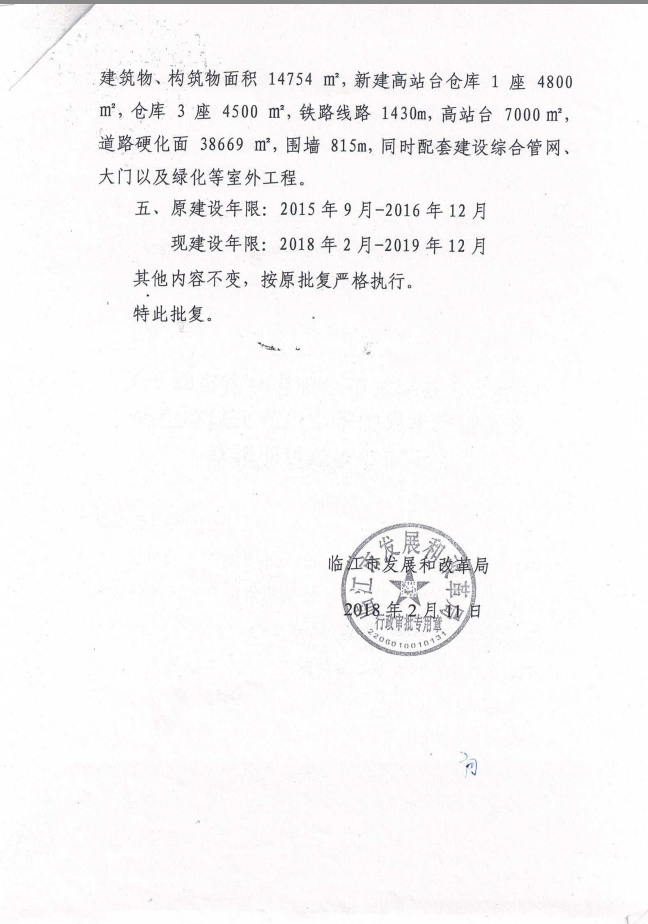 建筑物、构筑物面积 14754 ㎡，新建高站台仓库 1 座 4800
㎡，仓库 3 座 4500 ㎡，铁路线路 1430m，高站台 7000 ㎡，
道路硬化面 38669 ㎡，围墙 815m，同时配套建设综合管网、
大门以及绿化等室外工程。
五、原建设年限：2015 年 9 月-2016 年 12 月
现建设年限：2018 年 2 月-2019 年 12 月
其他内容不变，按原批复严格执行。
特此批复。
临江市发展和改革局
2018 年 2 月 11 日
临江市发展和改革局
行政审批专用章
2206010010131